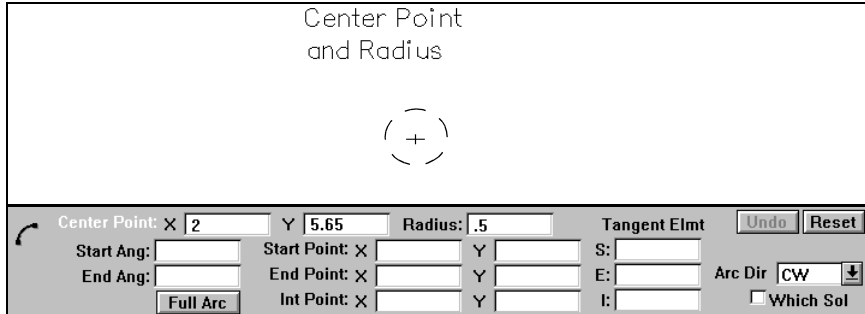 Center Point
and Radius
Center Point: X 2 Y 5.65 Radius: .5 Tangent Elmt Undo Reset
Start Ang: Start Point: X Y S:
End Ang: End Point: X Y E: Arc Dir CW
Full Arc Int Point: X Y I: Which Sol